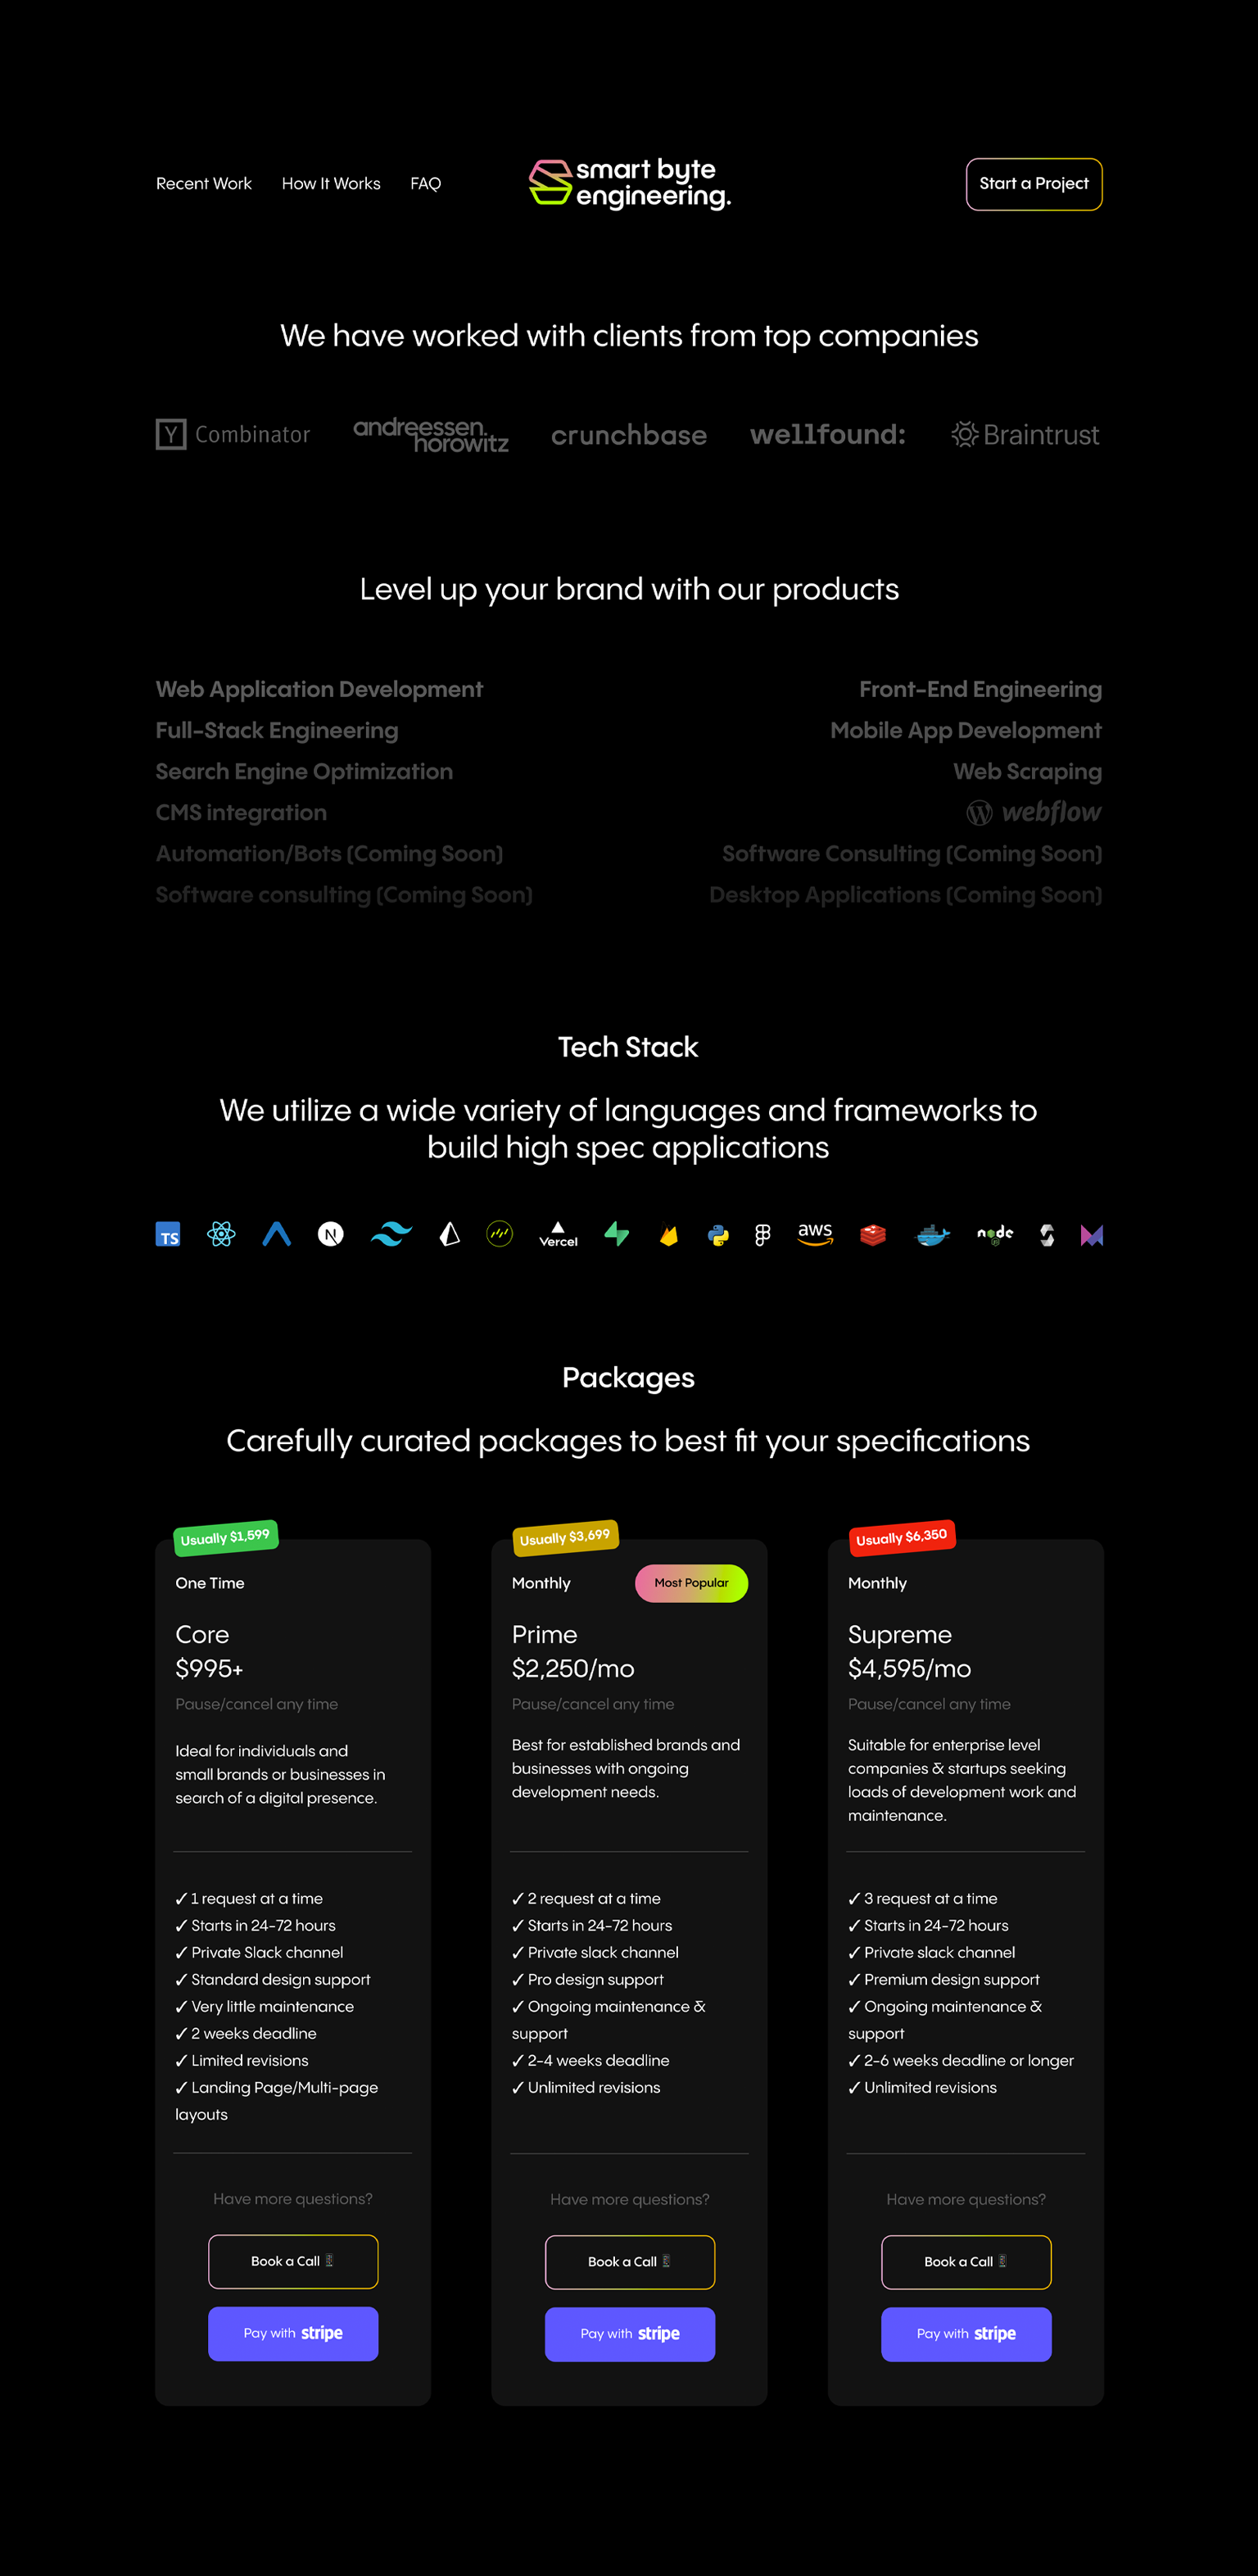 Recent Work
How It Works
FAQ
smart byte
engineering.
Start a Project
We have worked with clients from top companies
Y Combinator
andreessen.
horowitz
crunchbase
wellfound:
Braintrust
Level up your brand with our products
Web Application Development
Full-Stack Engineering
Search Engine Optimization
CMS integration
Automation/Bots (Coming Soon)
Software consulting (Coming Soon)
Front-End Engineering
Mobile App Development
Web Scraping
W webflow
Software Consulting (Coming Soon)
Desktop Applications (Coming Soon)
Tech Stack
We utilize a wide variety of languages and frameworks to
build high spec applications
TS
N
Vercel
aws
node
Packages
Carefully curated packages to best fit your specifications
Usually $1,599
One Time
Core
$995+
Pause/cancel any time
Ideal for individuals and
small brands or businesses in
search of a digital presence.
✓ 1 request at a time
✓ Starts in 24-72 hours
✓ Private Slack channel
✓ Standard design support
✓ Very little maintenance
✓ 2 weeks deadline
✓ Limited revisions
✓ Landing Page/Multi-page
layouts
Have more questions?
Book a Call
Pay with stripe
Usually $3,699
Monthly
Most Popular
Prime
$2,250/mo
Pause/cancel any time
Best for established brands and
businesses with ongoing
development needs.
✓ 2 request at a time
✓ Starts in 24-72 hours
✓ Private slack channel
✓ Pro design support
✓ Ongoing maintenance &
support
✓ 2-4 weeks deadline
✓ Unlimited revisions
Have more questions?
Book a Call
Pay with stripe
Usually $6,350
Monthly
Supreme
$4,595/mo
Pause/cancel any time
Suitable for enterprise level
companies & startups seeking
loads of development work and
maintenance.
✓ 3 request at a time
✓ Starts in 24-72 hours
✓ Private slack channel
✓ Premium design support
✓ Ongoing maintenance &
support
✓ 2-6 weeks deadline or longer
✓ Unlimited revisions
Have more questions?
Book a Call
Pay with stripe